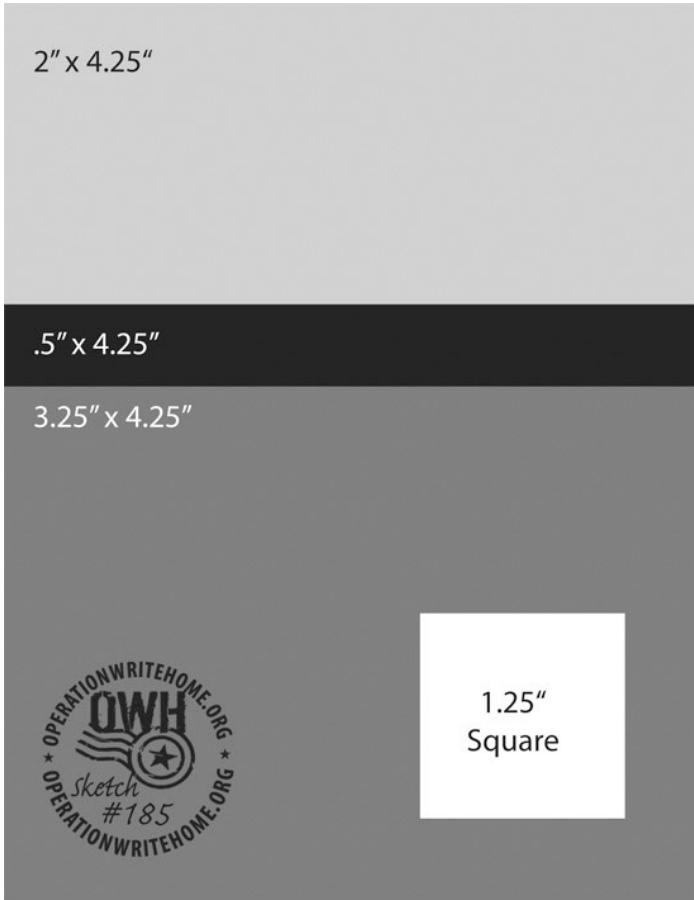 2” x 4.25“
.5” x 4.25”
3.25” x 4.25”
1.25“
Square
OPERATIONWRITEHOME.ORG
OWH
sketch
#185
OPERATIONWRITEHOME.ORG